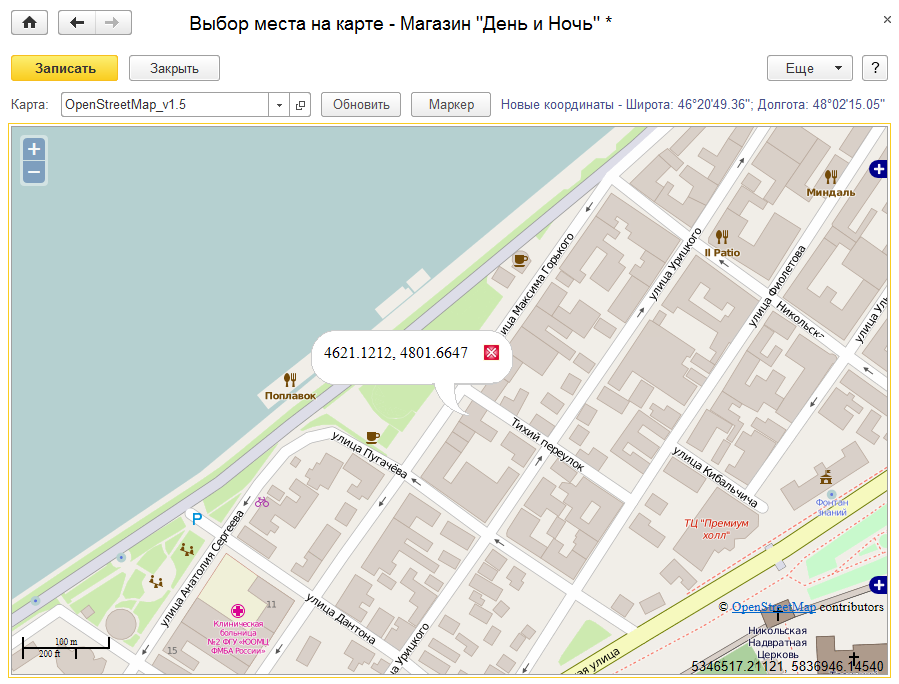 Выбор места на карте - Магазин "День и Ночь" *
×
Записать
Закрыть
Еще
?
Карта:
OpenStreetMap_v1.5
Обновить
Маркер
Новые координаты - Широта: 46°20'49.36"; Долгота: 48°02'15.05"
+
−
Миндаль
Il Patio
улица Максима Горького
улица Урицкого
улица Фиолетова
Никольска
улица Ул
4621.1212, 4801.6647
Поплавок
улица Пугачёва
Тихий переулок
улица Кибальчича
Фонтан
знаний
ТЦ "Премиум
холл"
P
улица Анатолия Сергеева
11
Клиническая
больница
№2 ФГУ «ЮОМЦ
ФМБА России»
15
улица Дантона
улица Урицкого
ая улица
© OpenStreetMap contributors
Никольская
Надвратная
Церковь
100 m
200 ft
5346517.21121, 5836946.14540